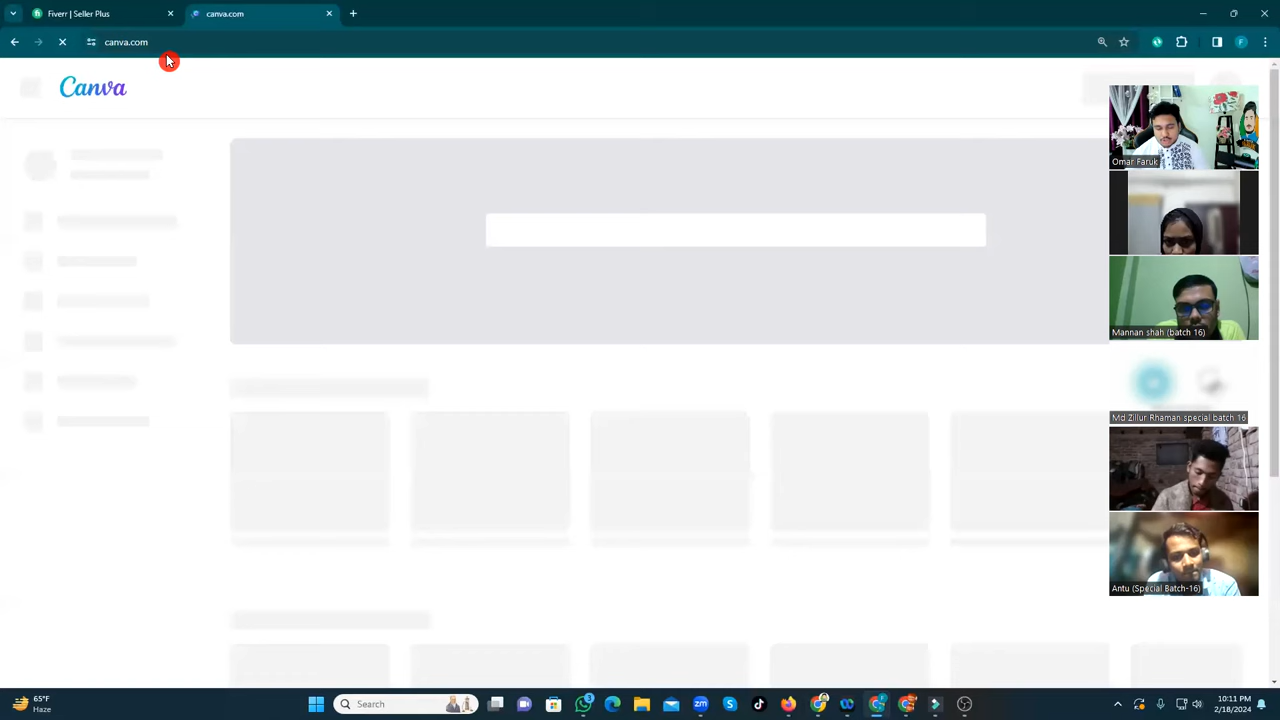 Fiverr | Seller Plus
canva.com
canva.com
F
Canva
Omar Faruk
Mannan shah (batch 16)
Md Zillur Rhaman special batch 16
Antu (Special Batch-16)
65°F
Haze
Search
10:11 PM
2/18/2024